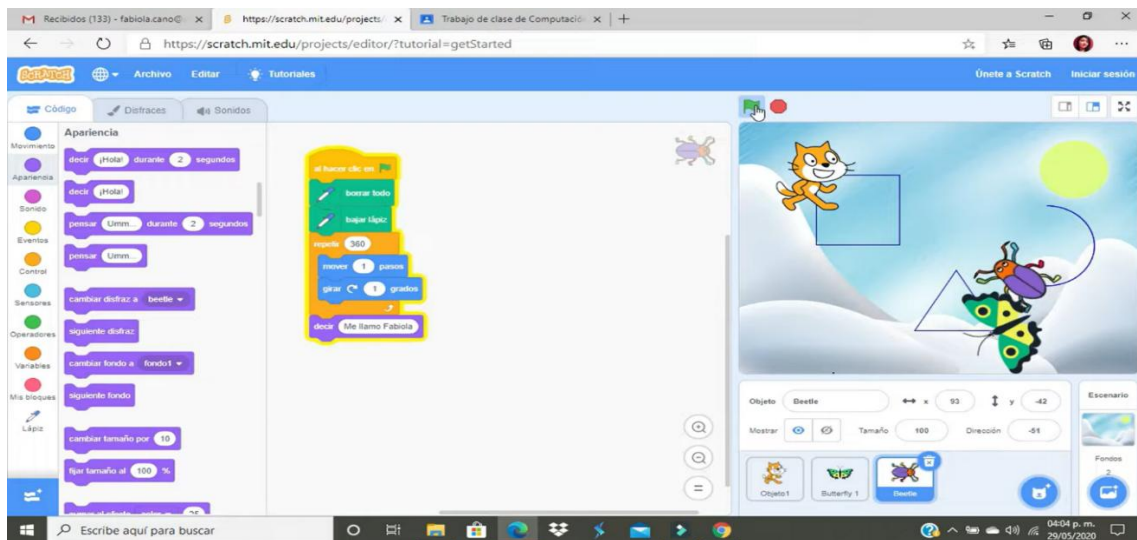 Recibidos (133) - fabiola.cano@
https://scratch.mit.edu/projects/
Trabajo de clase de Computació
https://scratch.mit.edu/projects/editor/?tutorial=getStarted
SCRATCH
Archivo
Editar
Tutoriales
Únete a Scratch
Iniciar sesión
Código
Disfraces
Sonidos
Movimiento
Apariencia
Sonido
Eventos
Control
Sensores
Operadores
Variables
Mis bloques
Lápiz
Apariencia
decir ¡Hola! durante 2 segundos
decir ¡Hola!
pensar Umm... durante 2 segundos
pensar Umm...
cambiar disfraz a beetle
siguiente disfraz
cambiar fondo a fondo1
siguiente fondo
cambiar tamaño por 10
fijar tamaño al 100 %
al hacer clic en
borrar todo
bajar lápiz
repetir 360
mover 1 pasos
girar 1 grados
decir Me llamo Fabiola
Objeto Beetle x 93 y -42
Mostrar Tamaño 100 Dirección -51
Objeto1
Butterfly 1
Beetle
Escenario
Fondos
2
Escribe aquí para buscar
04:04 p. m.
29/05/2020